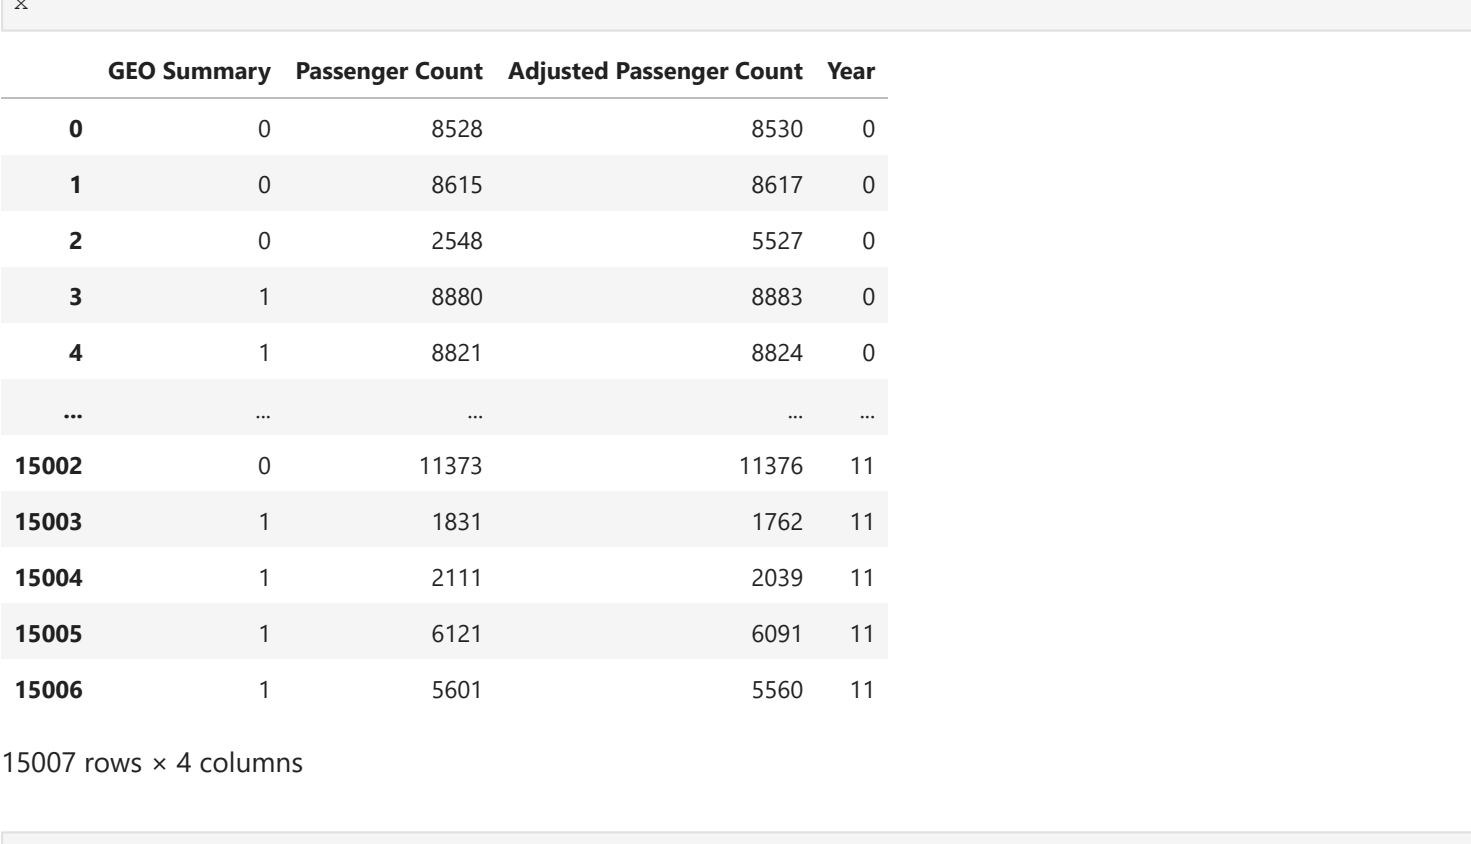 x
GEO Summary Passenger Count Adjusted Passenger Count Year
0 0 8528 8530 0
1 0 8615 8617 0
2 0 2548 5527 0
3 1 8880 8883 0
4 1 8821 8824 0
... ... ... ... ...
15002 0 11373 11376 11
15003 1 1831 1762 11
15004 1 2111 2039 11
15005 1 6121 6091 11
15006 1 5601 5560 11
15007 rows × 4 columns